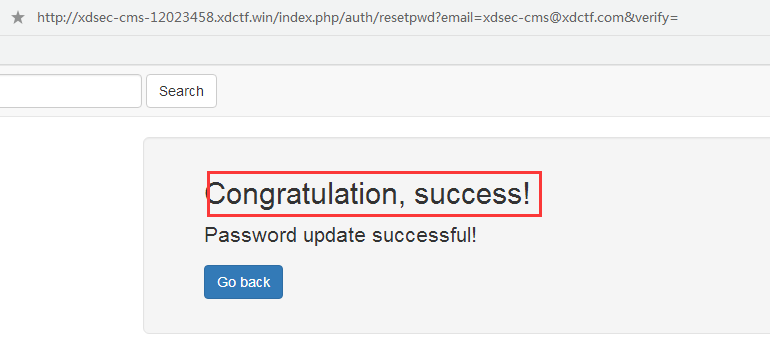 http://xdsec-cms-12023458.xdctf.win/index.php/auth/resetpwd?email=xdsec-cms@xdctf.com&verify=
Search
Congratulation, success!
Password update successful!
Go back